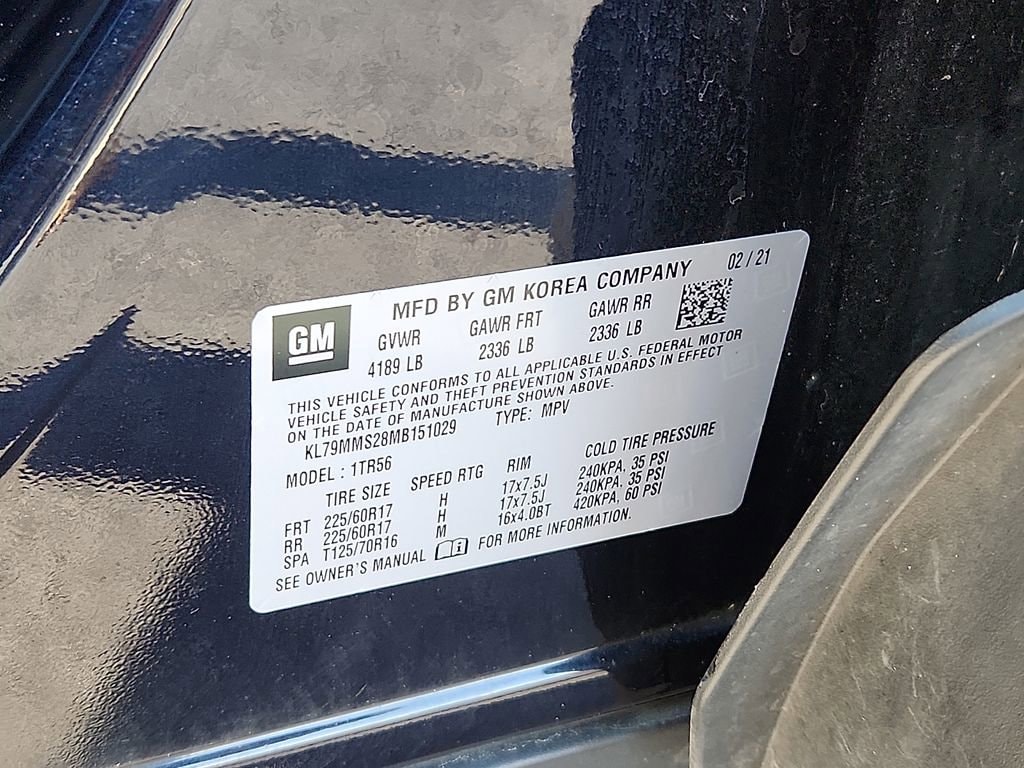 GM
MFD BY GM KOREA COMPANY 02 / 21
GVWR GAWR FRT GAWR RR
4189 LB 2336 LB 2336 LB
THIS VEHICLE CONFORMS TO ALL APPLICABLE U.S. FEDERAL MOTOR
VEHICLE SAFETY AND THEFT PREVENTION STANDARDS IN EFFECT
ON THE DATE OF MANUFACTURE SHOWN ABOVE.
KL79MMS28MB151029 TYPE: MPV
MODEL : 1TR56
TIRE SIZE SPEED RTG RIM COLD TIRE PRESSURE
FRT 225/60R17 H 17x7.5J 240KPA, 35 PSI
RR 225/60R17 H 17x7.5J 240KPA, 35 PSI
SPA T125/70R16 M 16x4.0BT 420KPA, 60 PSI
SEE OWNER'S MANUAL FOR MORE INFORMATION.